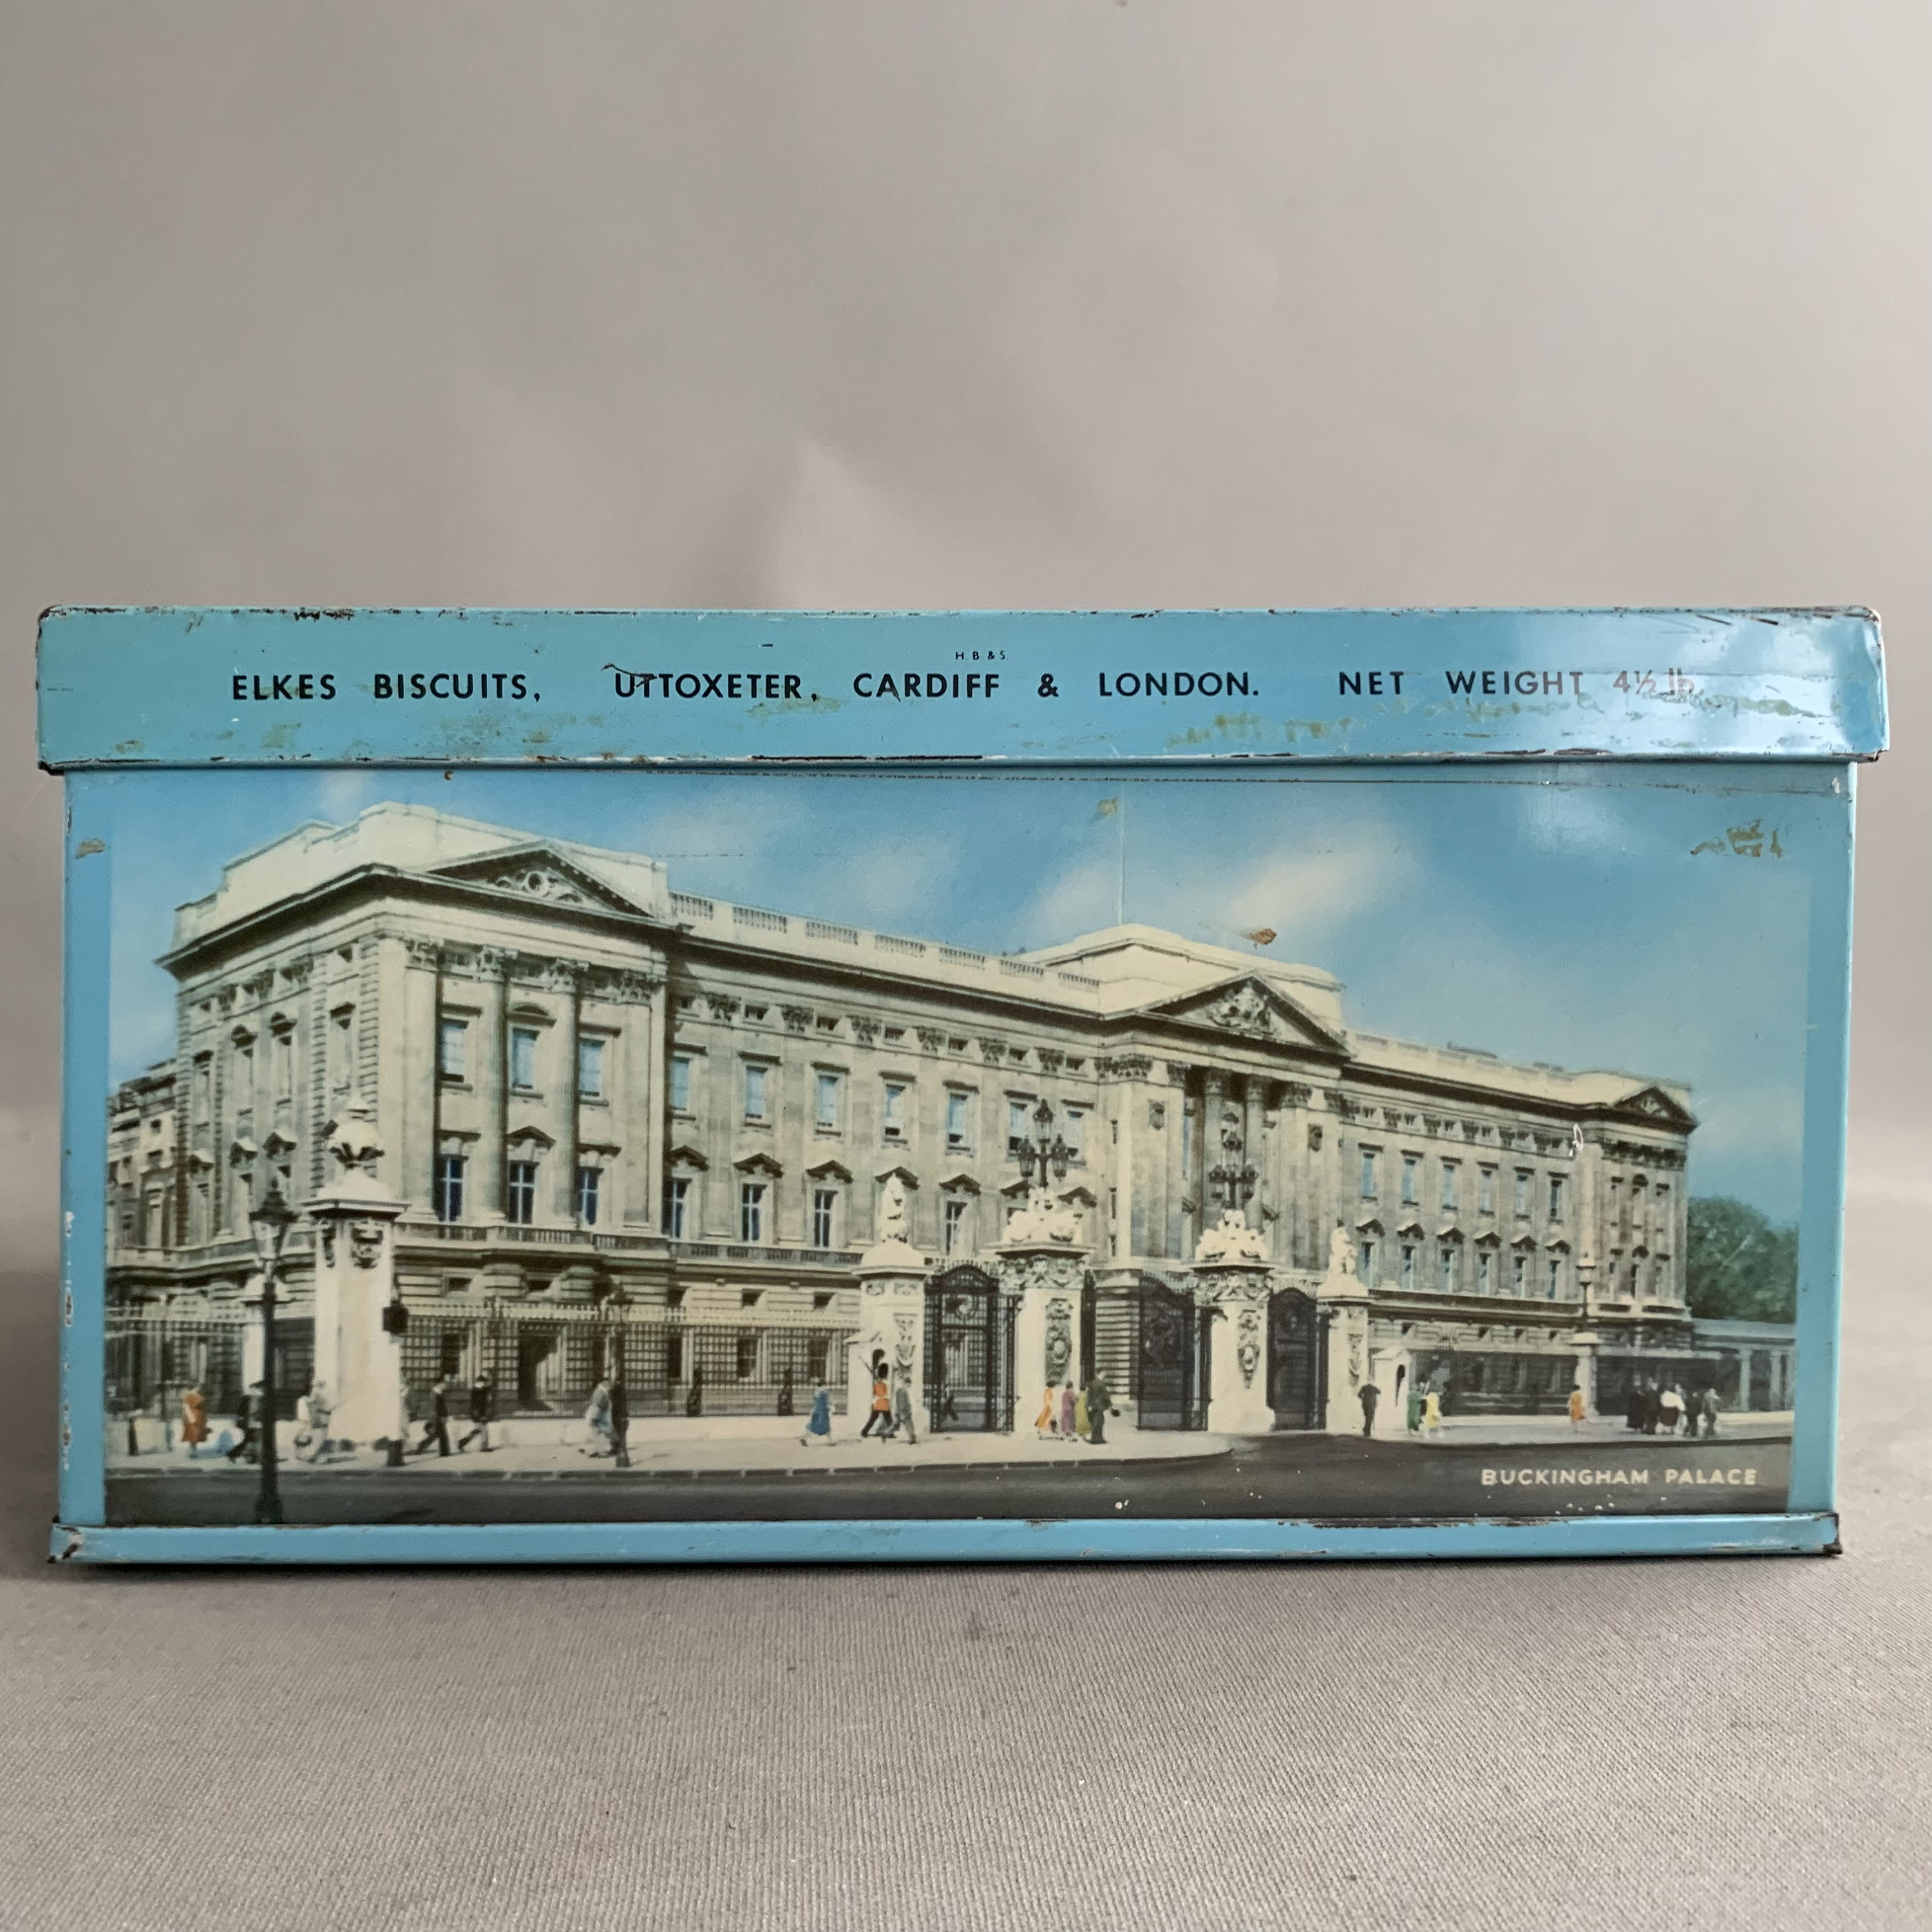 H. B. & S.
ELKES BISCUITS, UTTOXETER, CARDIFF & LONDON. NET WEIGHT 4½ lb.
BUCKINGHAM PALACE